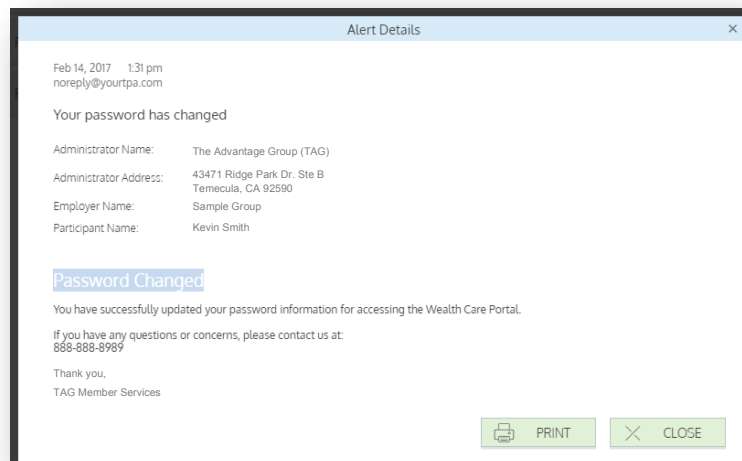 Alert Details ×
Feb 14, 2017 1:31 pm
noreply@yourtpa.com
Your password has changed
Administrator Name: The Advantage Group (TAG)
Administrator Address: 43471 Ridge Park Dr. Ste B
Temecula, CA 92590
Employer Name: Sample Group
Participant Name: Kevin Smith
Password Changed
You have successfully updated your password information for accessing the Wealth Care Portal.
If you have any questions or concerns, please contact us at:
888-888-8989
Thank you,
TAG Member Services
PRINT CLOSE